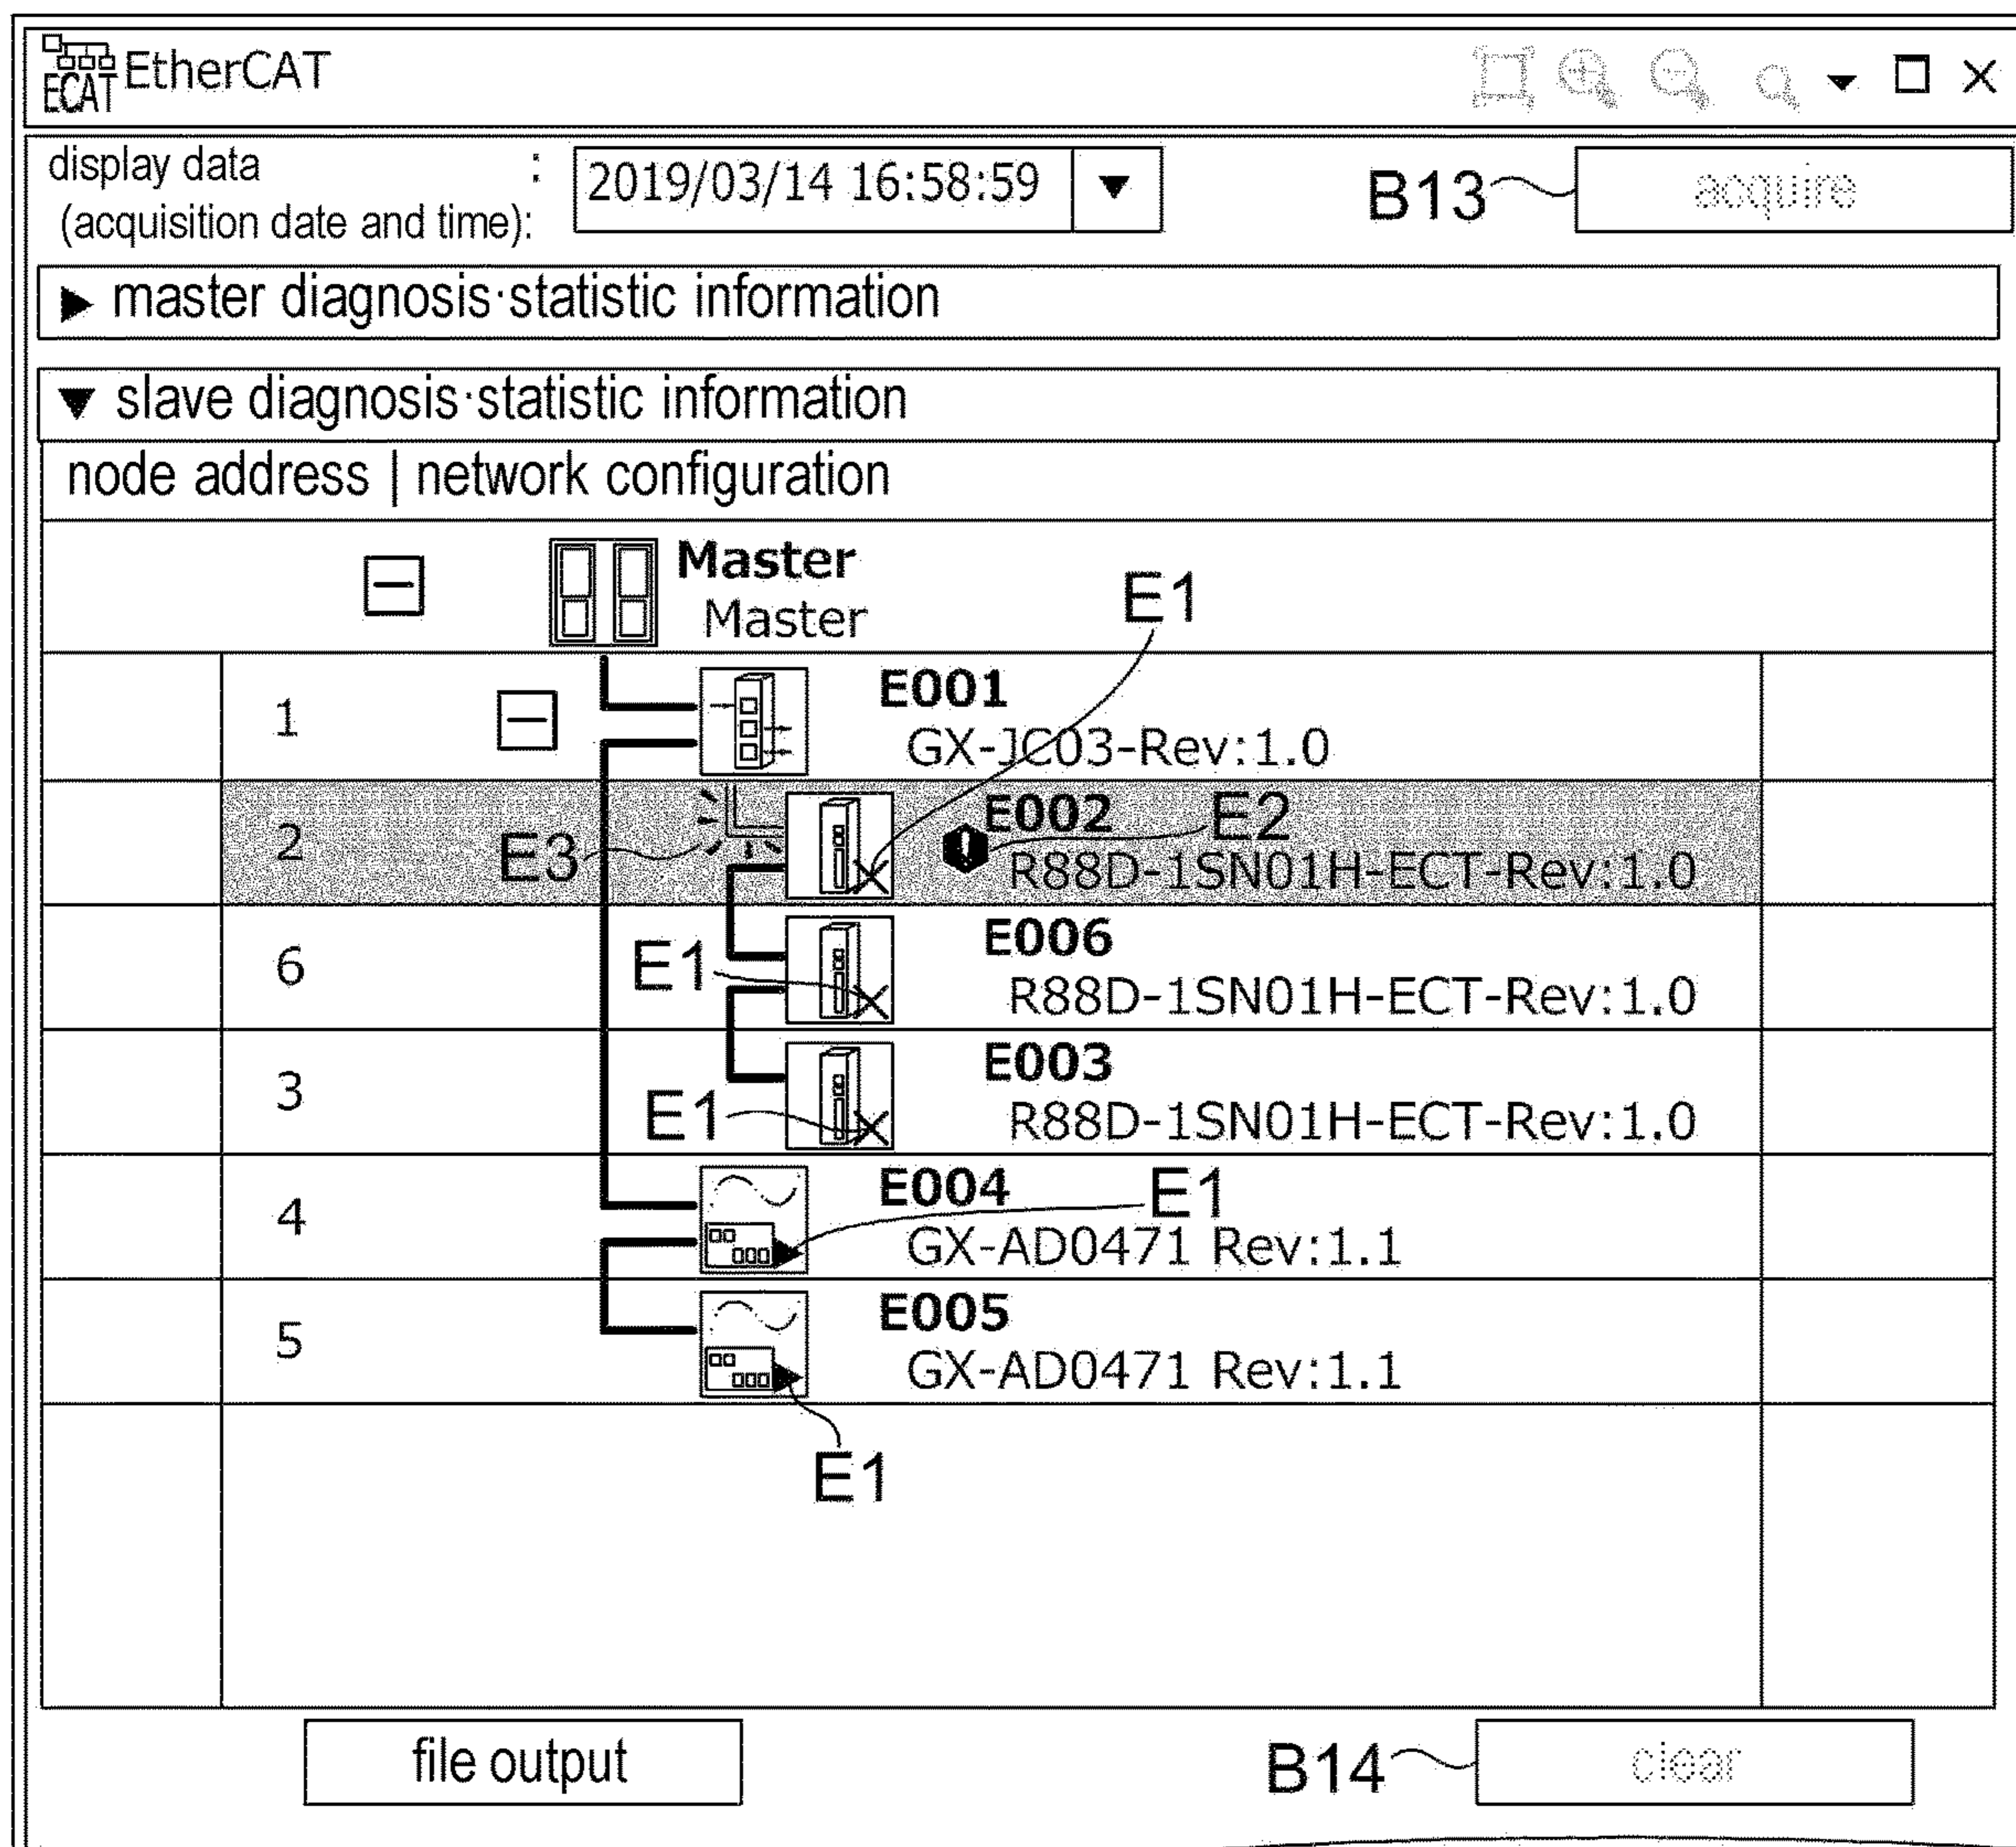 ECAT EtherCAT
display data :
(acquisition date and time):
2019/03/14 16:58:59
B13
acquire
master diagnosis·statistic information
slave diagnosis·statistic information
node address | network configuration
Master
Master
E1
1
E001
GX-JC03-Rev:1.0
2
E3
E002
E2
R88D-1SN01H-ECT-Rev:1.0
6
E1
E006
R88D-1SN01H-ECT-Rev:1.0
3
E1
E003
R88D-1SN01H-ECT-Rev:1.0
4
E004
E1
GX-AD0471 Rev:1.1
5
E005
GX-AD0471 Rev:1.1
E1
file output
B14
clear